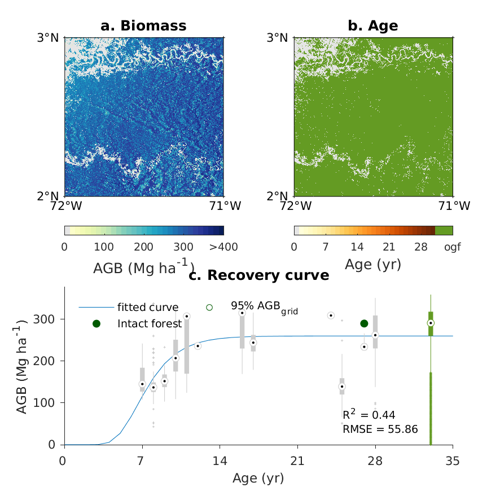 a. Biomass
b. Age
3°N
2°N
72°W
71°W
3°N
2°N
72°W
71°W
0 100 200 300 >400
AGB (Mg ha-1)
0 7 14 21 28 ogf
Age (yr)
c. Recovery curve
fitted curve
95% AGBgrid
Intact forest
AGB (Mg ha-1)
300
200
100
0
R2 = 0.44
RMSE = 55.86
0 7 14 21 28 35
Age (yr)